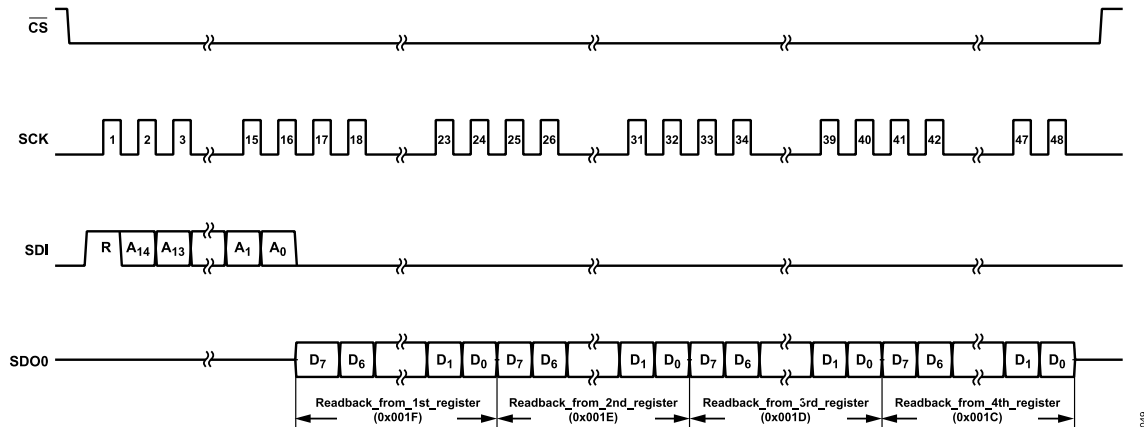 CS
SCK
1 2 3 15 16 17 18 23 24 25 26 31 32 33 34 39 40 41 42 47 48
SDI
R A14 A13 A1 A0
SDO0
D7 D6 D1 D0 D7 D6 D1 D0 D7 D6 D1 D0 D7 D6 D1 D0
Readback_from_1st_register
(0x001F)
Readback_from_2nd_register
(0x001E)
Readback_from_3rd_register
(0x001D)
Readback_from_4th_register
(0x001C)
049